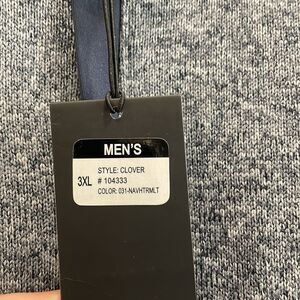 MEN'S
STYLE: CLOVER
3XL # 104333
COLOR: 031-NAVHTRMLT